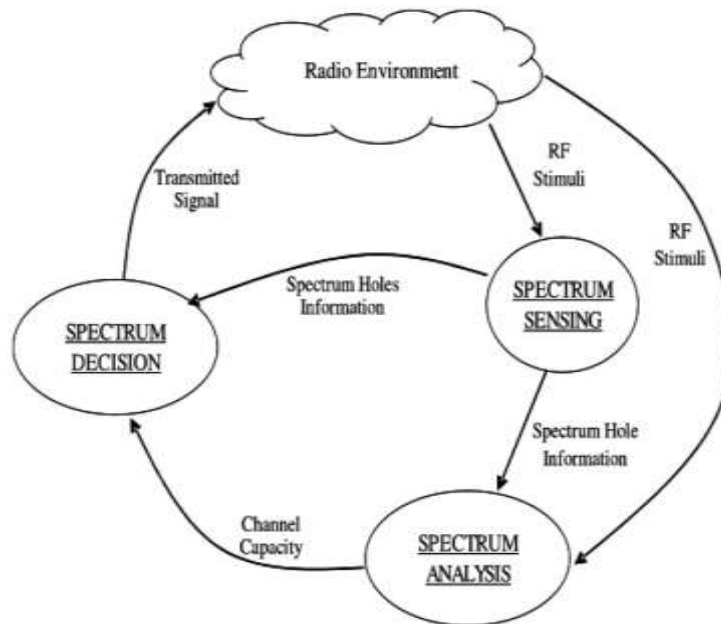 Radio Environment
RF
Stimuli
Transmitted
Signal
RF
Stimuli
Spectrum Holes
Information
SPECTRUM
SENSING
SPECTRUM
DECISION
Spectrum Hole
Information
Channel
Capacity
SPECTRUM
ANALYSIS